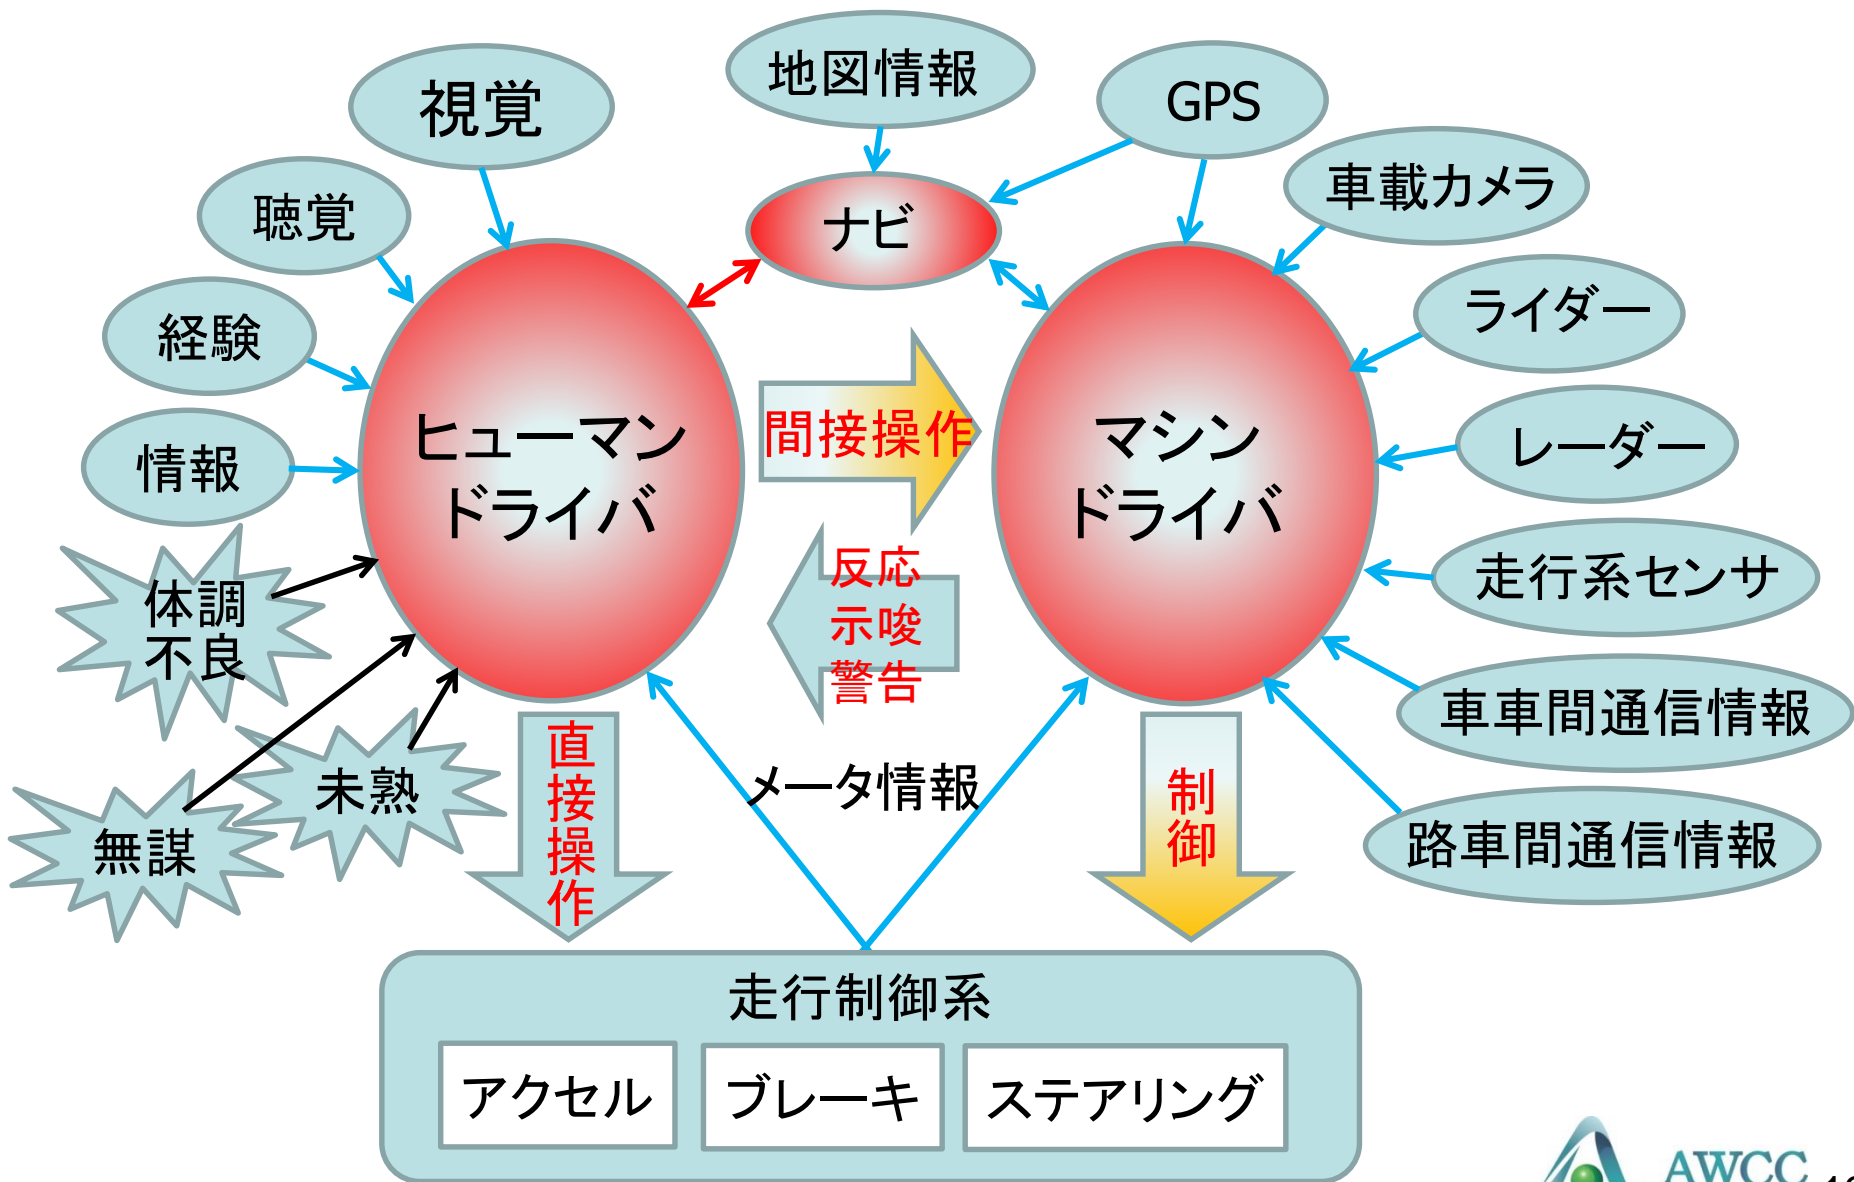 地図情報
GPS
視覚
車載カメラ
聴覚
ナビ
ライダー
経験
ヒューマン
ドライバ
間接操作
マシン
ドライバ
レーダー
情報
体調
不良
反応
示唆
警告
走行系センサ
車車間通信情報
未熟
無謀
直接操作
メータ情報
制御
路車間通信情報
走行制御系
アクセル
ブレーキ
ステアリング
AWCC